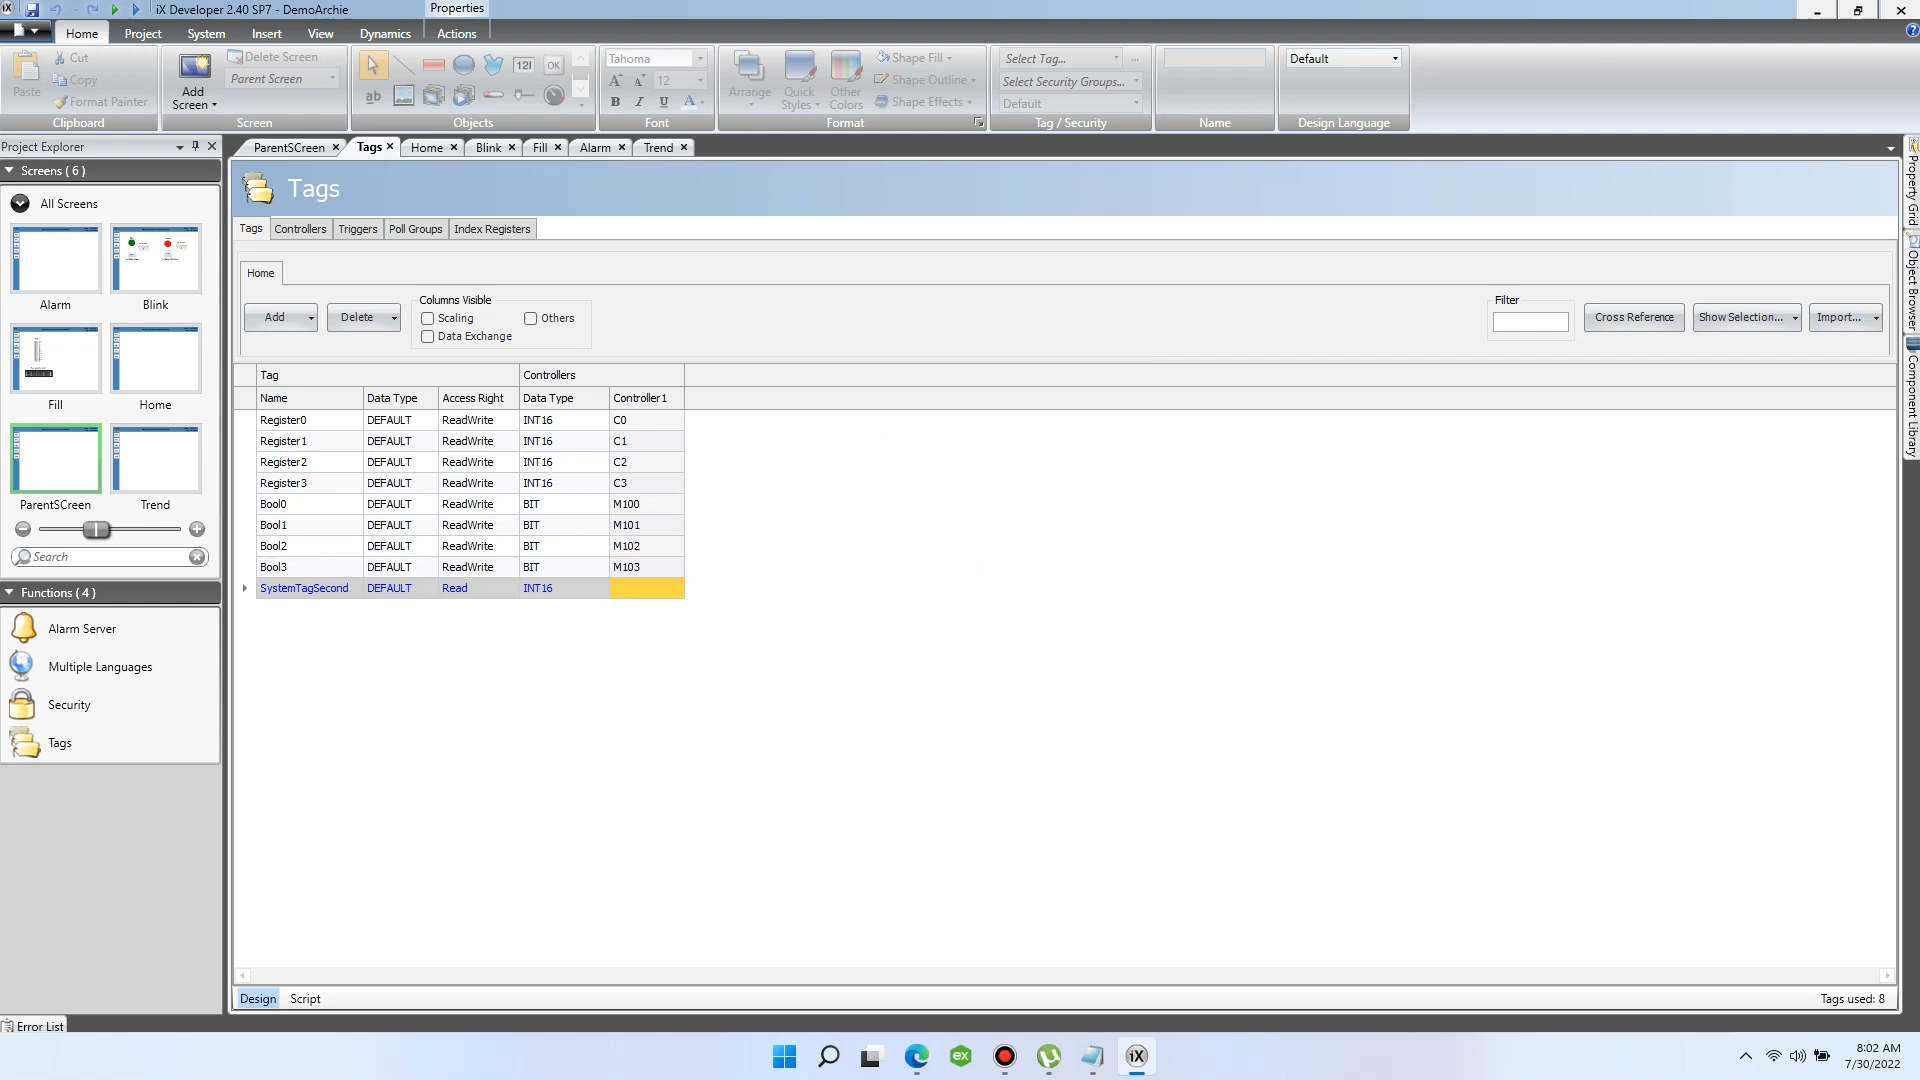 iX Developer 2.40 SP7 - DemoArchie
Properties
Home
Project
System
Insert
View
Dynamics
Actions
Paste
Cut
Copy
Format Painter
Clipboard
Add Screen
Delete Screen
Parent Screen
Screen
OK
ab
Objects
Tahoma
12
B I U A
Font
Arrange
Quick Styles
Other Colors
Shape Fill
Shape Outline
Shape Effects
Format
Select Tag...
Select Security Groups...
Default
Tag / Security
Name
Default
Design Language
Project Explorer
ParentSCreen
Tags
Home
Blink
Fill
Alarm
Trend
Screens ( 6 )
All Screens
Alarm
Blink
Fill
Home
ParentSCreen
Trend
Search
Functions ( 4 )
Alarm Server
Multiple Languages
Security
Tags
Tags
Tags
Controllers
Triggers
Poll Groups
Index Registers
Home
Add
Delete
Columns Visible
Scaling
Others
Data Exchange
Filter
Cross Reference
Show Selection...
Import...
Tag
Controllers
Name Data Type Access Right Data Type Controller1
Register0 DEFAULT ReadWrite INT16 C0
Register1 DEFAULT ReadWrite INT16 C1
Register2 DEFAULT ReadWrite INT16 C2
Register3 DEFAULT ReadWrite INT16 C3
Bool0 DEFAULT ReadWrite BIT M100
Bool1 DEFAULT ReadWrite BIT M101
Bool2 DEFAULT ReadWrite BIT M102
Bool3 DEFAULT ReadWrite BIT M103
SystemTagSecond DEFAULT Read INT16
Property Grid
Object Browser
Component Library
Design
Script
Tags used: 8
Error List
ex
iX
8:02 AM
7/30/2022